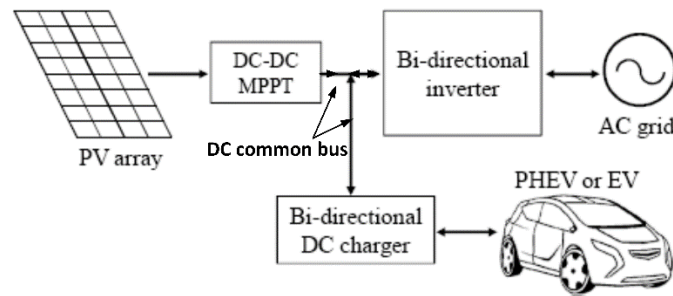 DC-DC
MPPT
Bi-directional
inverter
AC grid
PV array
DC common bus
PHEV or EV
Bi-directional
DC charger